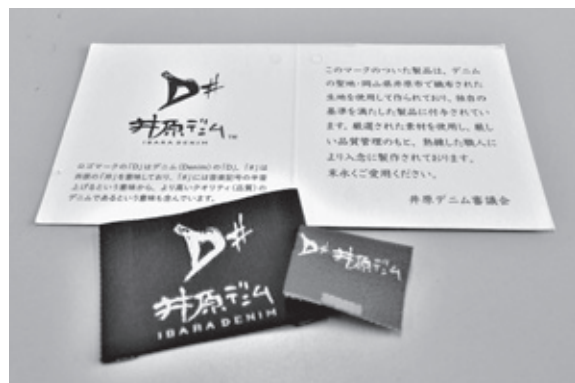 D#
井原デニム™
ロゴマークの「D」はデニム(Denim)の「D」、「#」は
井原の「井」を意味しており、「#」には音楽記号の半音
上げるという意味から、より高いクオリティ(品質)の
デニムであるという意味も含んでいます。
このマークのついた製品は、デニム
の聖地・岡山県井原市で織布された
生地を使用して作られており、独自の
基準を満たした製品に付与されてい
ます。厳選された素材を使用し、厳し
い品質管理のもと、熟練した職人に
より入念に製作されております。
末永くご愛用ください。
井原デニム審議会
D#
井原デニム
IBARA DENIM
D# 井原デニム